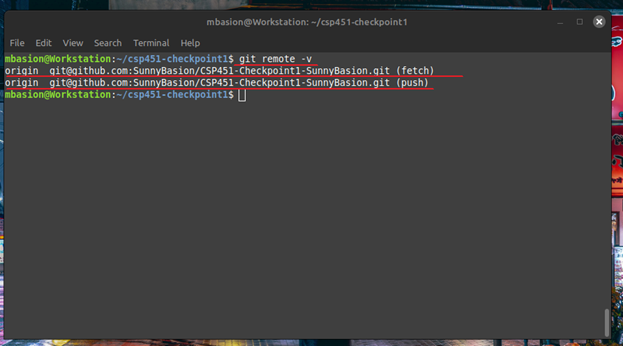 mbasion@Workstation: ~/csp451-checkpoint1
File Edit View Search Terminal Help
mbasion@Workstation:~/csp451-checkpoint1$ git remote -v
origin  git@github.com:SunnyBasion/CSP451-Checkpoint1-SunnyBasion.git (fetch)
origin  git@github.com:SunnyBasion/CSP451-Checkpoint1-SunnyBasion.git (push)
mbasion@Workstation:~/csp451-checkpoint1$